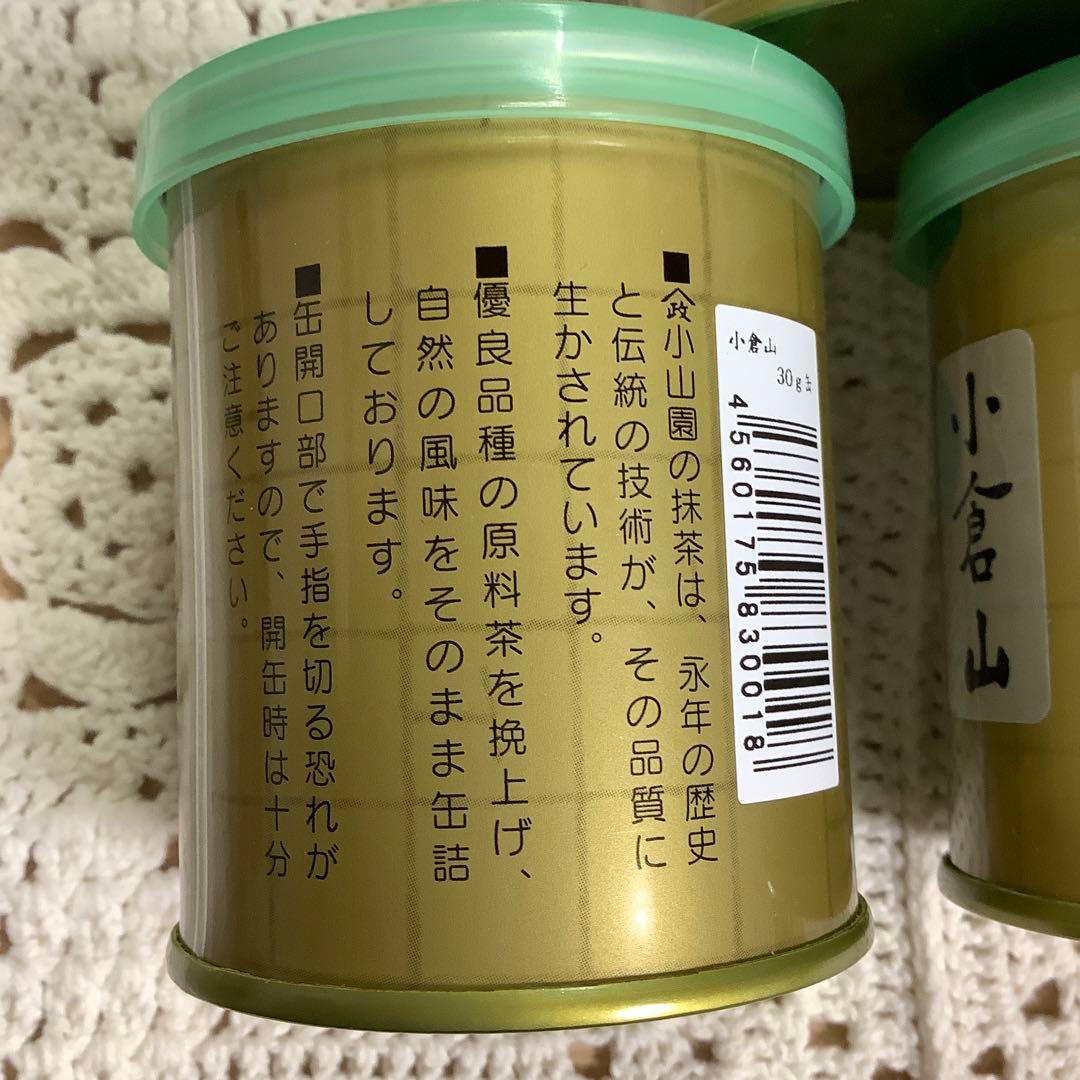 ■政小山園の抹茶は、永年の歴史
と伝統の技術が、その品質に
生かされています。
■優良品種の原料茶を挽上げ、
自然の風味をそのまま缶詰
しております。
■缶開口部で手指を切る恐れが
ありますので、開缶時は十分
ご注意ください。
小倉山
30g缶
4560175830018
小倉山